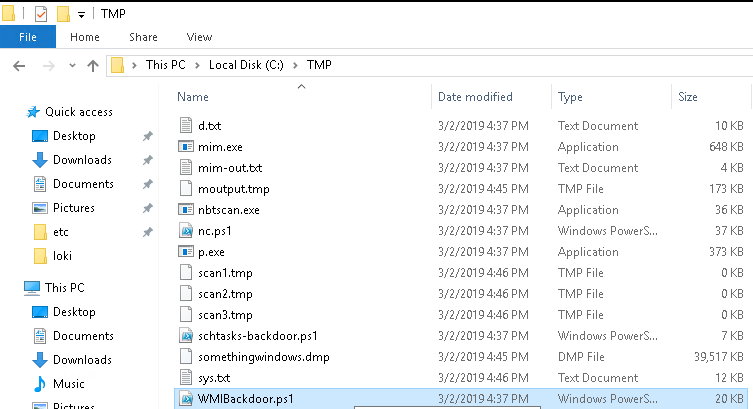 TMP
File Home Share View
This PC Local Disk (C:) TMP
Name Date modified Type Size
Quick access
Desktop
Downloads
Documents
Pictures
etc
loki
This PC
Desktop
Documents
Downloads
Music
Pictures
d.txt 3/2/2019 4:37 PM Text Document 10 KB
mim.exe 3/2/2019 4:37 PM Application 648 KB
mim-out.txt 3/2/2019 4:37 PM Text Document 4 KB
moutput.tmp 3/2/2019 4:45 PM TMP File 173 KB
nbtscan.exe 3/2/2019 4:37 PM Application 36 KB
nc.ps1 3/2/2019 4:37 PM Windows PowerS... 37 KB
p.exe 3/2/2019 4:37 PM Application 373 KB
scan1.tmp 3/2/2019 4:46 PM TMP File 0 KB
scan2.tmp 3/2/2019 4:46 PM TMP File 0 KB
scan3.tmp 3/2/2019 4:46 PM TMP File 0 KB
schtasks-backdoor.ps1 3/2/2019 4:37 PM Windows PowerS... 7 KB
somethingwindows.dmp 3/2/2019 4:45 PM DMP File 39,517 KB
sys.txt 3/2/2019 4:46 PM Text Document 12 KB
WMIBackdoor.ps1 3/2/2019 4:37 PM Windows PowerS... 20 KB